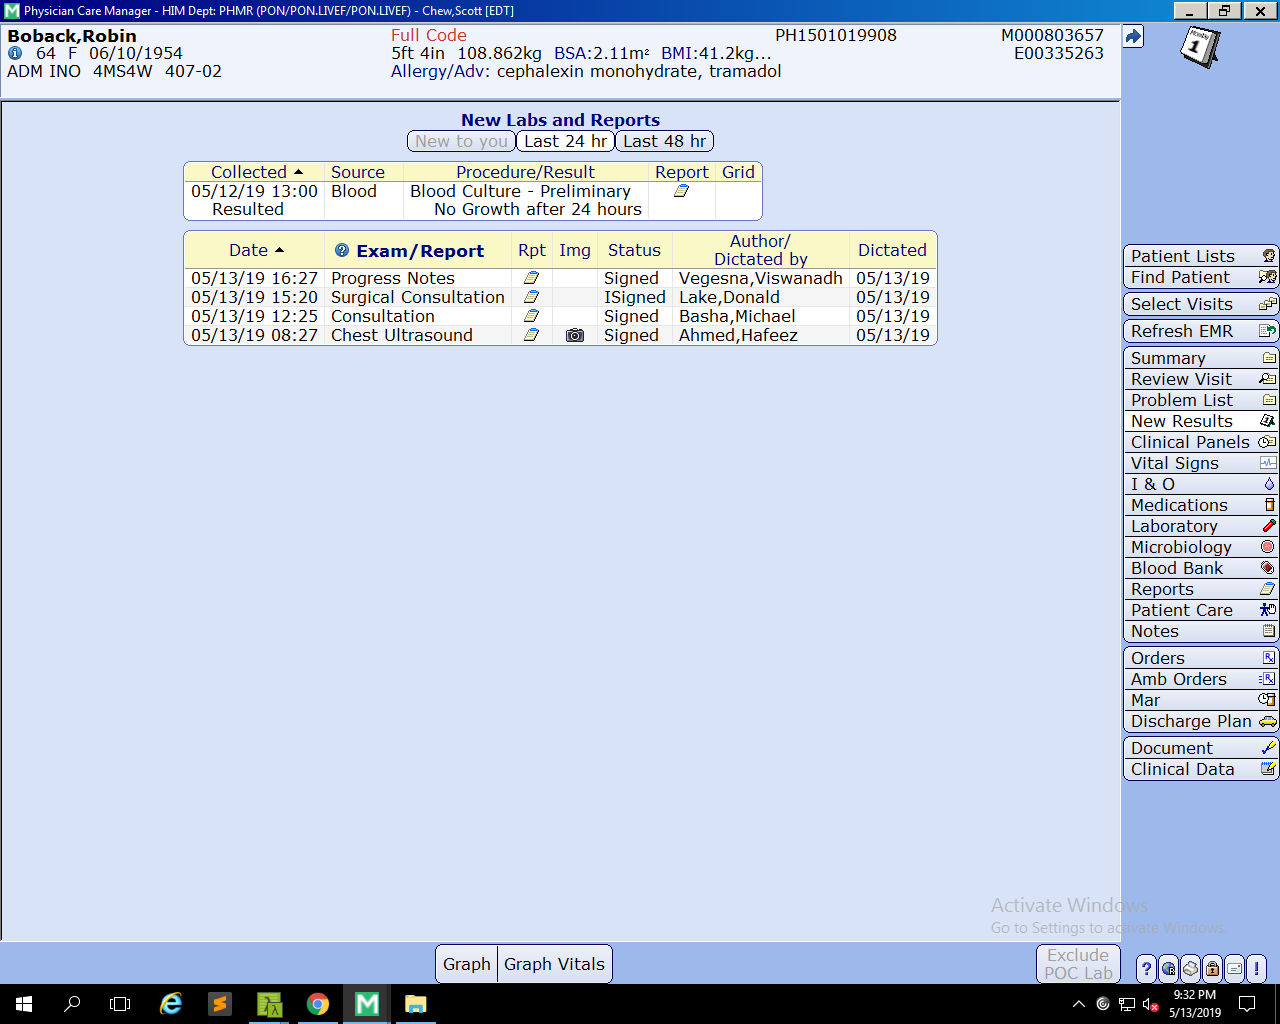 Physician Care Manager - HIM Dept: PHMR (PON/PON.LIVEF/PON.LIVEF) - Chew,Scott [EDT]
Boback,Robin
64 F 06/10/1954
ADM INO 4MS4W 407-02
Full Code
5ft 4in 108.862kg BSA:2.11m² BMI:41.2kg...
Allergy/Adv: cephalexin monohydrate, tramadol
PH1501019908
M000803657
E00335263
New Labs and Reports
New to you Last 24 hr Last 48 hr
Collected Source Procedure/Result Report Grid
05/12/19 13:00 Blood Blood Culture - Preliminary
Resulted No Growth after 24 hours
Date Exam/Report Rpt Img Status Author/
Dictated by Dictated
05/13/19 16:27 Progress Notes Signed Vegesna,Viswanadh 05/13/19
05/13/19 15:20 Surgical Consultation ISigned Lake,Donald 05/13/19
05/13/19 12:25 Consultation Signed Basha,Michael 05/13/19
05/13/19 08:27 Chest Ultrasound Signed Ahmed,Hafeez 05/13/19
Patient Lists
Find Patient
Select Visits
Refresh EMR
Summary
Review Visit
Problem List
New Results
Clinical Panels
Vital Signs
I & O
Medications
Laboratory
Microbiology
Blood Bank
Reports
Patient Care
Notes
Orders
Amb Orders
Mar
Discharge Plan
Document
Clinical Data
Activate Windows
Go to Settings to activate Windows.
Graph Graph Vitals
Exclude
POC Lab
9:32 PM
5/13/2019